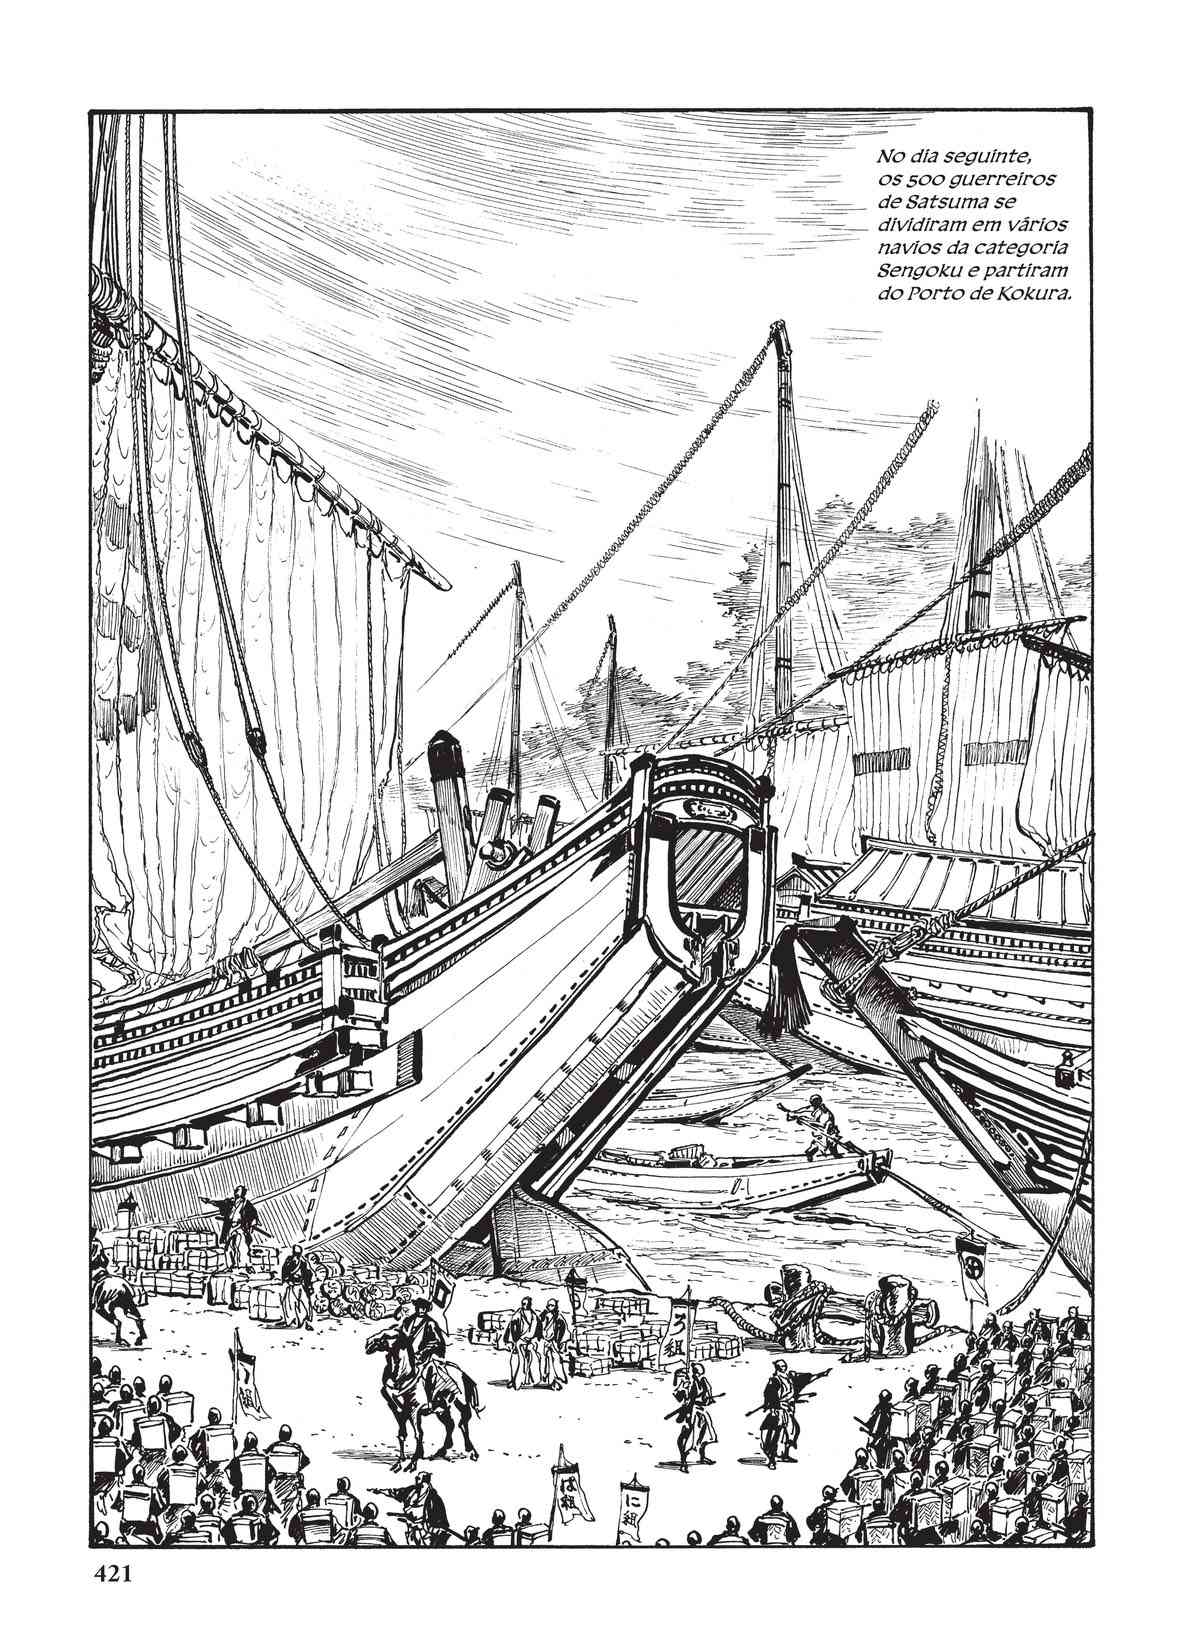 No dia seguinte,
os 500 guerreiros
de Satsuma se
dividiram em vários
navios da categoria
Sengoku e partiram
do Porto de Kokura.
ろ組
は組
に組
421